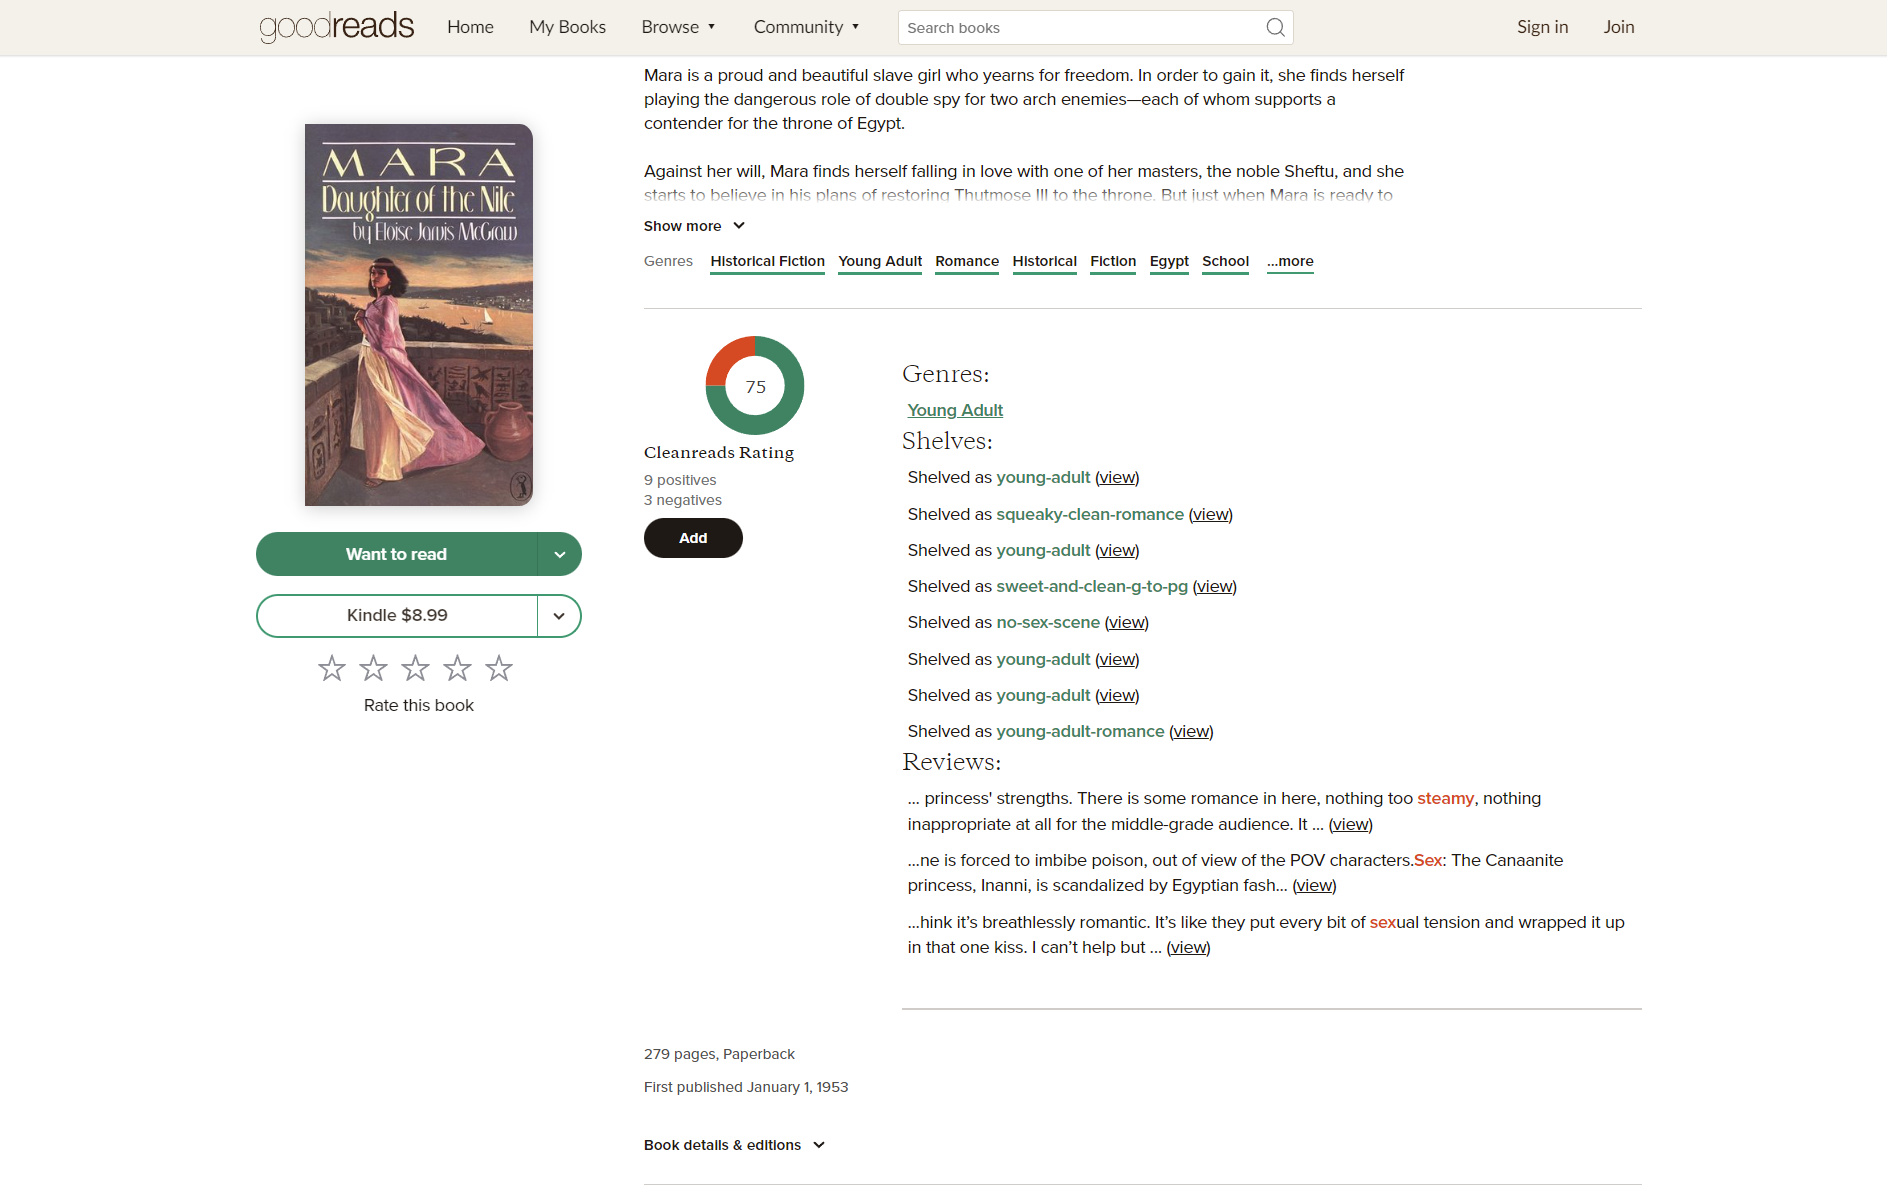 goodreads Home My Books Browse ▼ Community ▼ Search books Sign in Join
MARA
Daughter of the Nile
by Eloise Jarvis McGraw
Want to read
Kindle $8.99
Rate this book
Mara is a proud and beautiful slave girl who yearns for freedom. In order to gain it, she finds herself
playing the dangerous role of double spy for two arch enemies—each of whom supports a
contender for the throne of Egypt.
Against her will, Mara finds herself falling in love with one of her masters, the noble Sheftu, and she
starts to believe in his plans of restoring Thutmose III to the throne. But just when Mara is ready to
Show more
Genres Historical Fiction Young Adult Romance Historical Fiction Egypt School ...more
75
Cleanreads Rating
9 positives
3 negatives
Add
Genres:
Young Adult
Shelves:
Shelved as young-adult (view)
Shelved as squeaky-clean-romance (view)
Shelved as young-adult (view)
Shelved as sweet-and-clean-g-to-pg (view)
Shelved as no-sex-scene (view)
Shelved as young-adult (view)
Shelved as young-adult (view)
Shelved as young-adult-romance (view)
Reviews:
... princess' strengths. There is some romance in here, nothing too steamy, nothing
inappropriate at all for the middle-grade audience. It ... (view)
...ne is forced to imbibe poison, out of view of the POV characters.Sex: The Canaanite
princess, Inanni, is scandalized by Egyptian fash... (view)
...hink it’s breathlessly romantic. It’s like they put every bit of sexual tension and wrapped it up
in that one kiss. I can’t help but ... (view)
279 pages, Paperback
First published January 1, 1953
Book details & editions